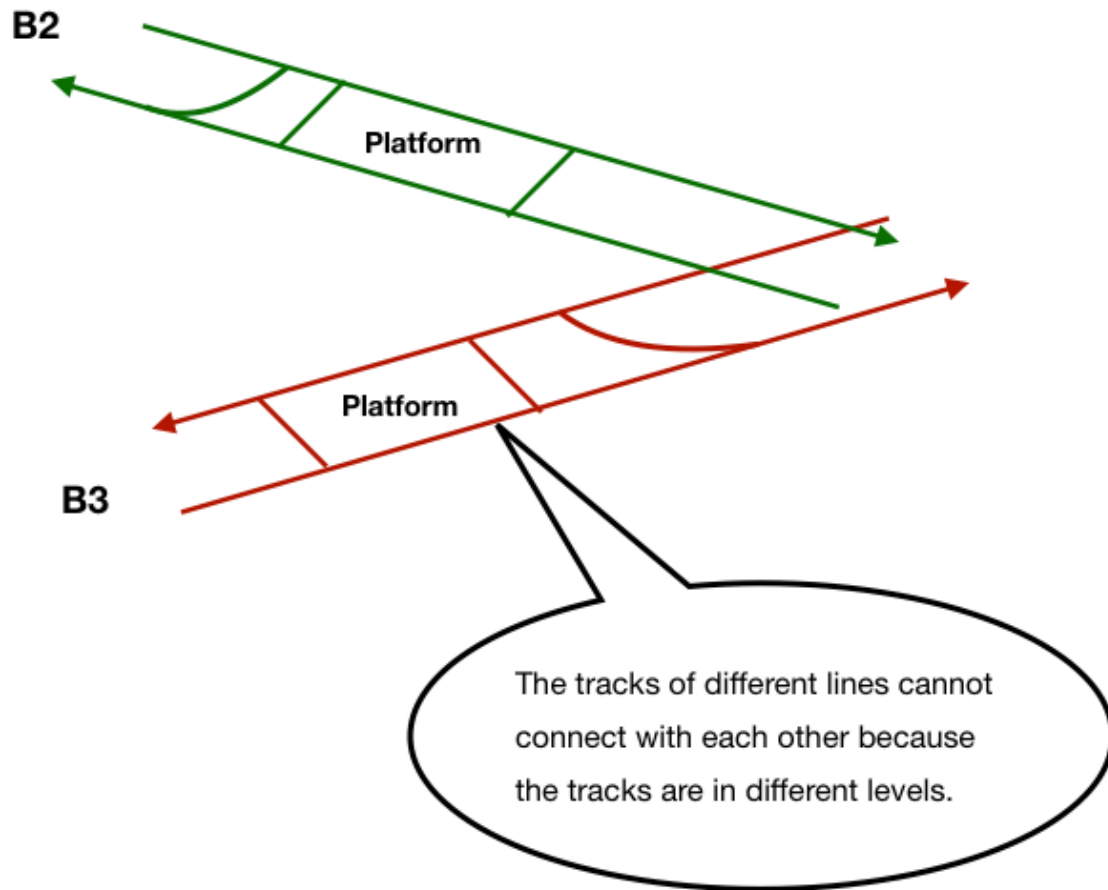 B2
Platform
Platform
B3
The tracks of different lines cannot
connect with each other because
the tracks are in different levels.